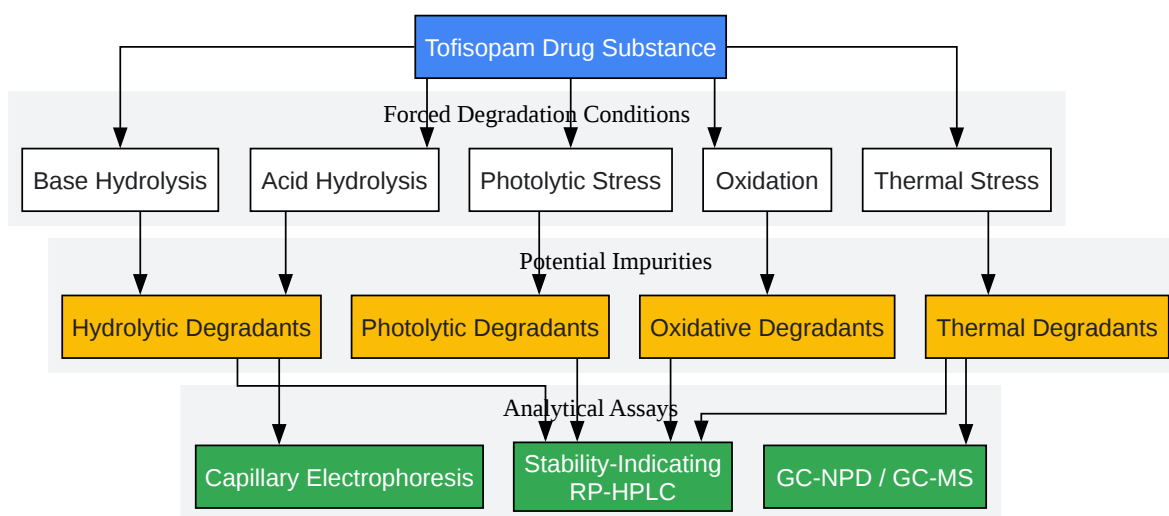 Tofisopam Drug Substance
Forced Degradation Conditions
Base Hydrolysis
Acid Hydrolysis
Photolytic Stress
Oxidation
Thermal Stress
Potential Impurities
Hydrolytic Degradants
Photolytic Degradants
Oxidative Degradants
Thermal Degradants
Analytical Assays
Capillary Electrophoresis
Stability-Indicating
RP-HPLC
GC-NPD / GC-MS